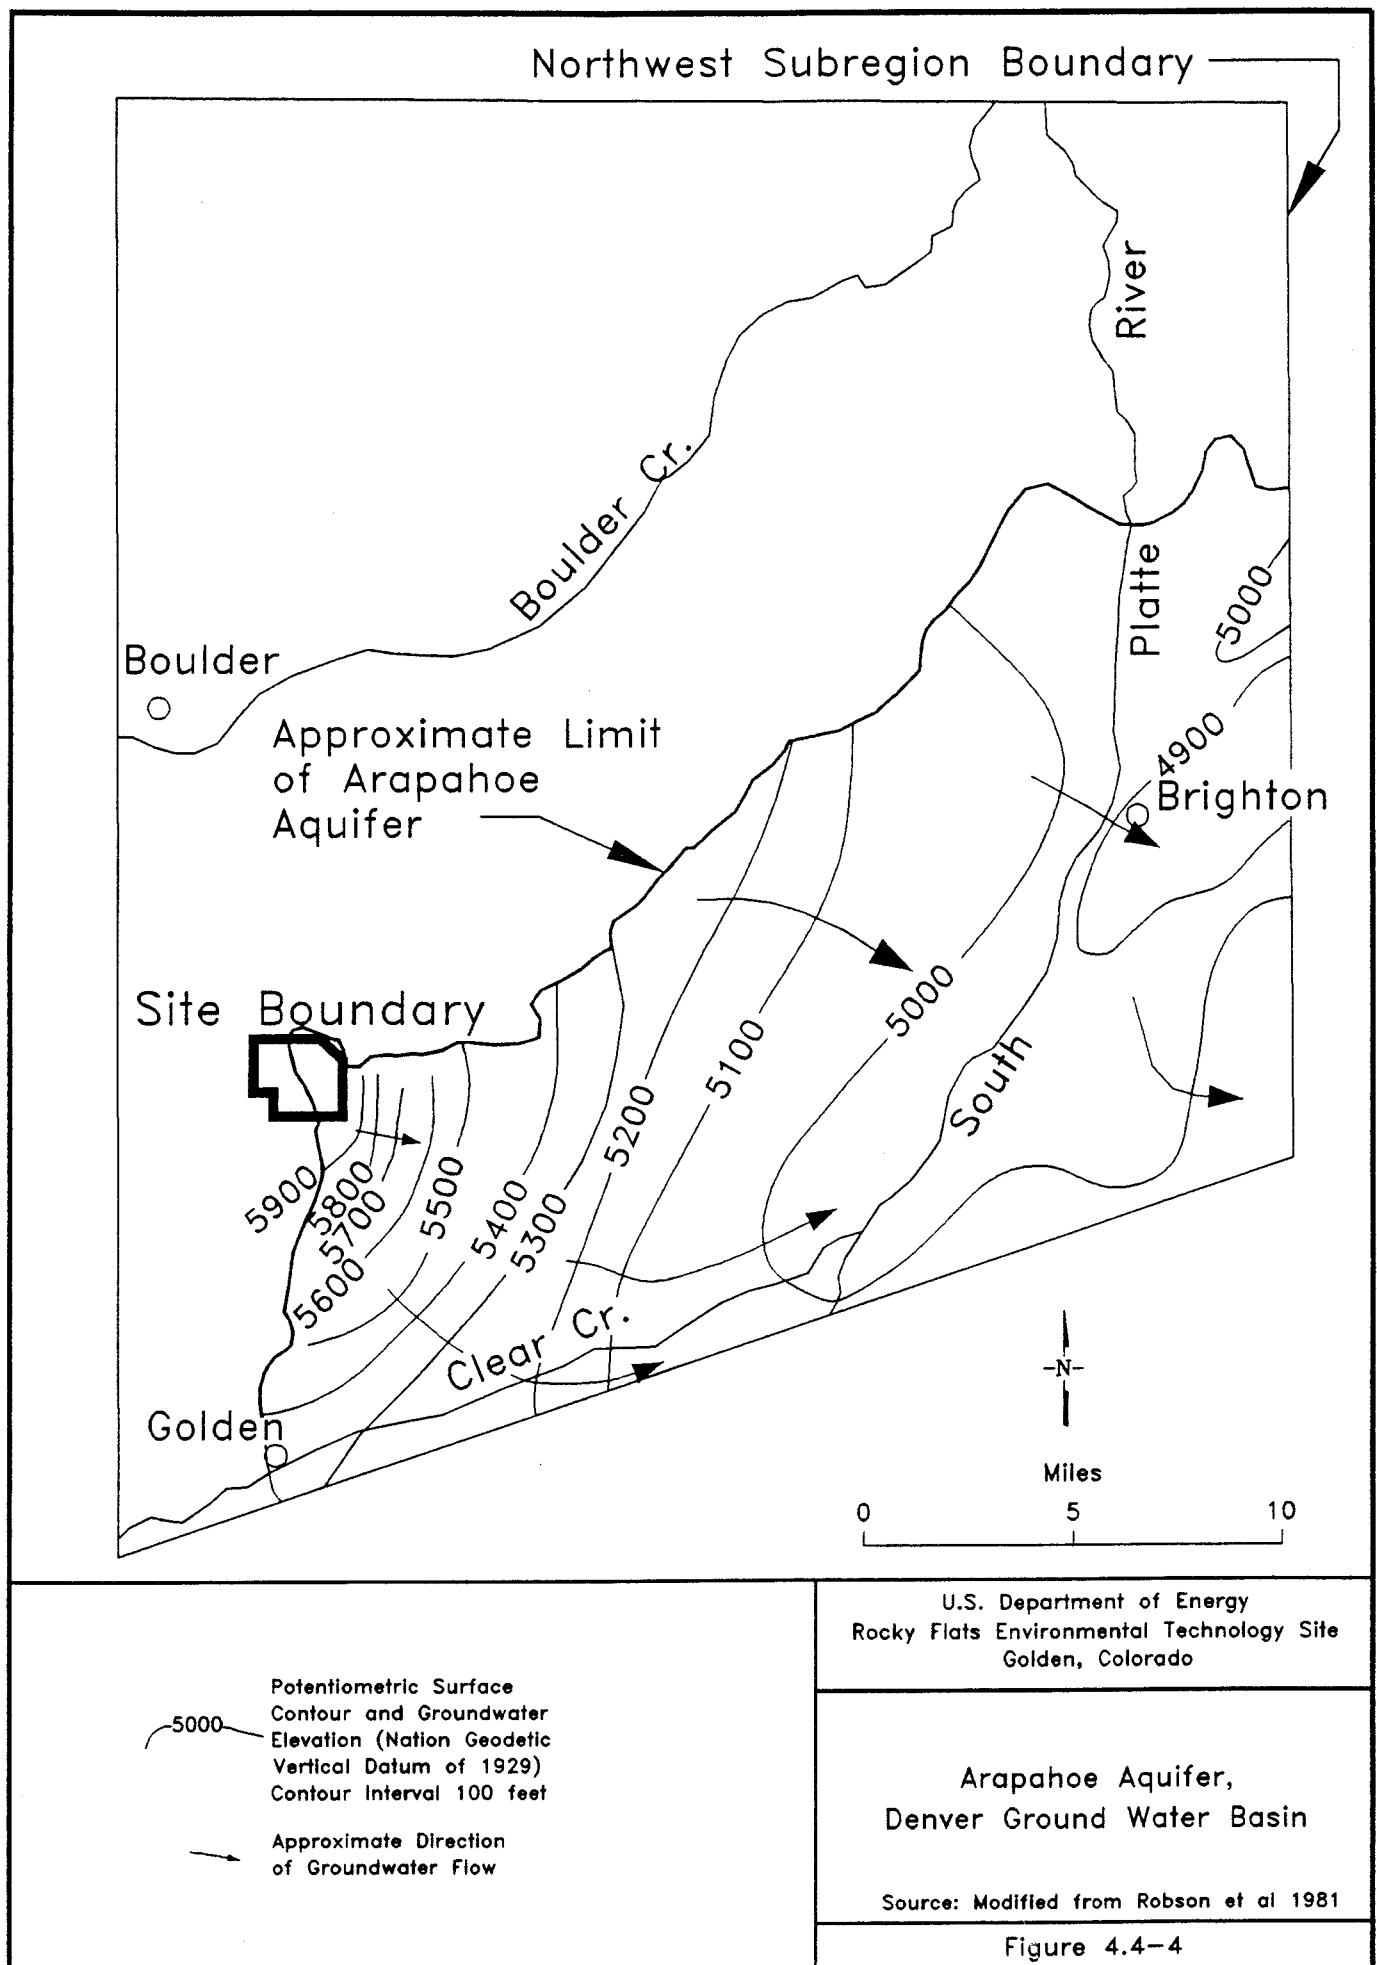 Northwest Subregion Boundary
River
Boulder Cr.
Platte
5000
Boulder
Approximate Limit
of Arapahoe
Aquifer
4900
Brighton
Site Boundary
5000
5100
South
5200
5900
5800
5700
5600
5500
5400
5300
Clear Cr.
Golden
-N-
Miles
0 5 10
5000
Potentiometric Surface
Contour and Groundwater
Elevation (Nation Geodetic
Vertical Datum of 1929)
Contour Interval 100 feet
Approximate Direction
of Groundwater Flow
U.S. Department of Energy
Rocky Flats Environmental Technology Site
Golden, Colorado
Arapahoe Aquifer,
Denver Ground Water Basin
Source: Modified from Robson et al 1981
Figure 4.4-4